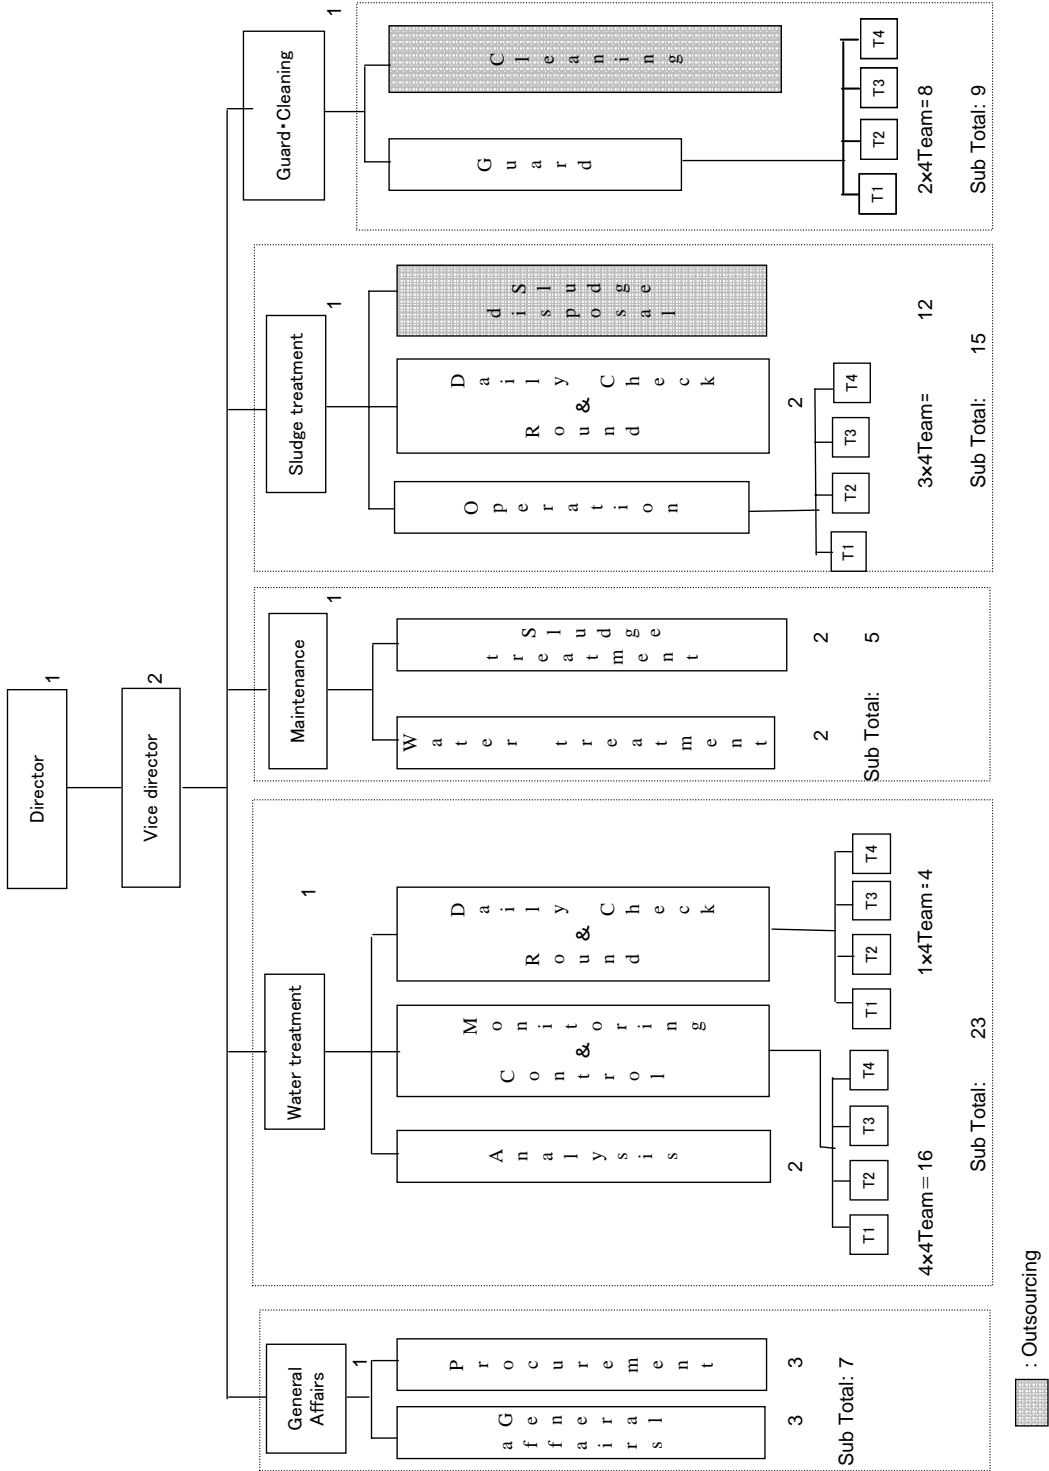 Director
1
Vice director
2
General
Affairs
1
General
affairs
3
Procurement
3
Sub Total: 7
Water treatment
1
Analysis
2
Monitoring
&
Control
T1
T2
T3
T4
4×4Team=16
Daily Check
&
Round
T1
T2
T3
T4
1×4Team=4
Sub Total: 23
Maintenance
1
Water treatment
2
Sludge
treatment
2
Sub Total: 5
Sludge treatment
1
Operation
T1
T2
T3
T4
3×4Team= 12
Daily Check
&
Round
2
Sludge
disposal
Sub Total: 15
Guard・Cleaning
1
Guard
T1
T2
T3
T4
2×4Team=8
Cleaning
Sub Total: 9
: Outsourcing